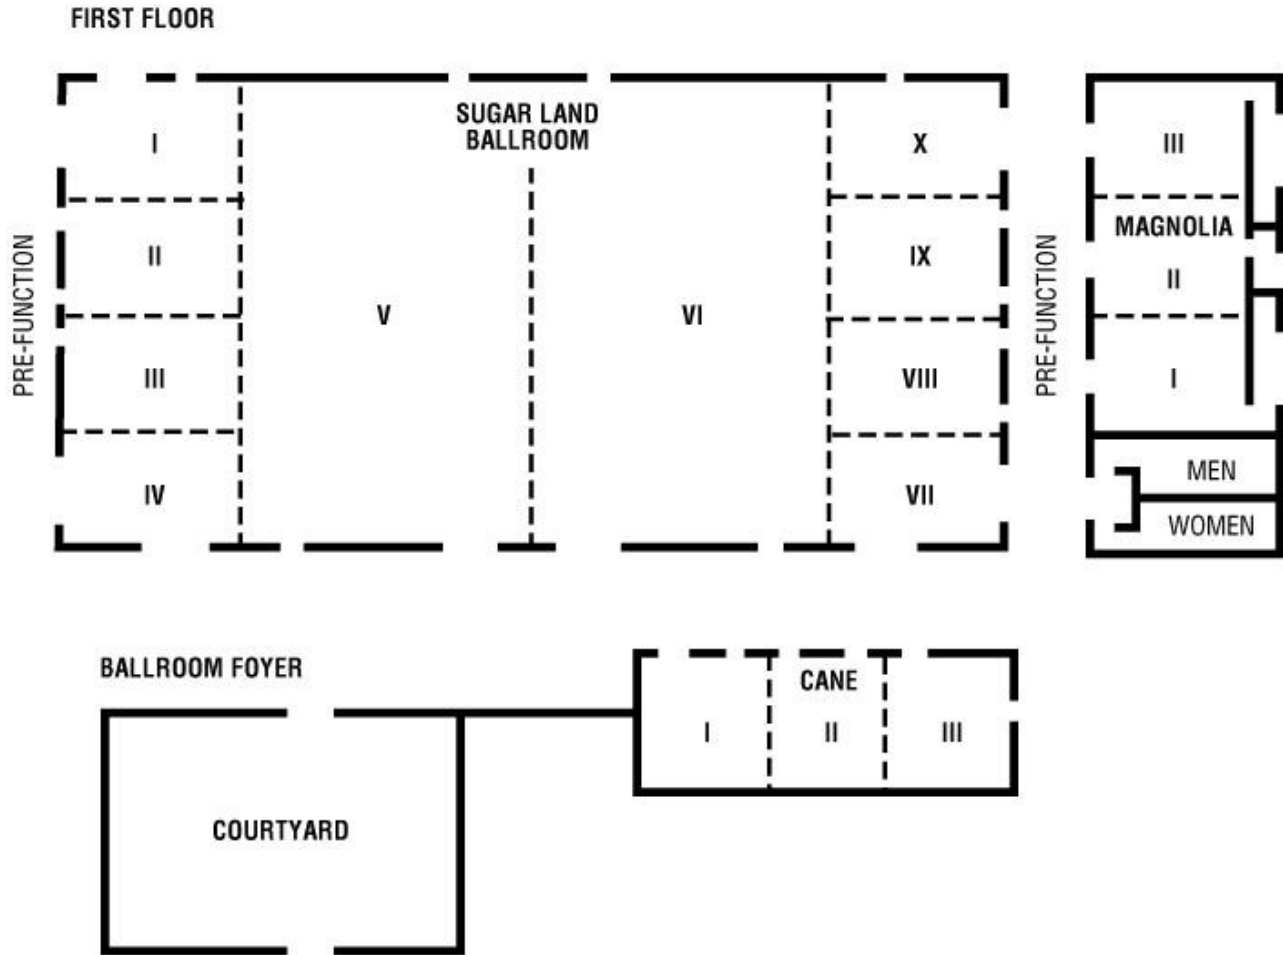 FIRST FLOOR
SUGAR LAND
BALLROOM
I
II
III
IV
V
VI
X
IX
VIII
VII
PRE-FUNCTION
PRE-FUNCTION
III
MAGNOLIA
II
I
MEN
WOMEN
BALLROOM FOYER
COURTYARD
CANE
I
II
III